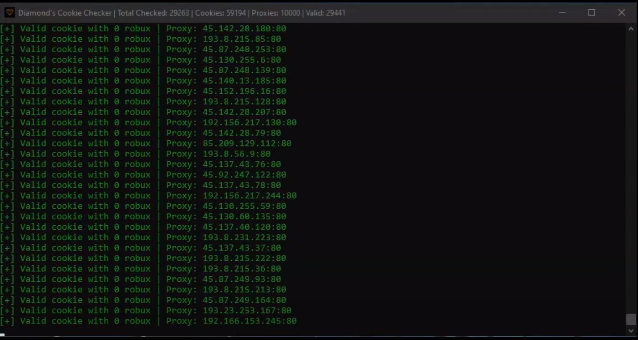 Diamond's Cookie Checker | Total Checked: 29263 | Cookies: 59194 | Proxies: 10000 | Valid: 29441
[+] Valid cookie with 0 robux | Proxy: 45.142.28.180:80
[+] Valid cookie with 0 robux | Proxy: 193.8.215.85:80
[+] Valid cookie with 0 robux | Proxy: 45.87.248.253:80
[+] Valid cookie with 0 robux | Proxy: 45.130.255.6:80
[+] Valid cookie with 0 robux | Proxy: 45.87.248.139:80
[+] Valid cookie with 0 robux | Proxy: 45.140.13.185:80
[+] Valid cookie with 0 robux | Proxy: 45.152.196.16:80
[+] Valid cookie with 0 robux | Proxy: 193.8.215.128:80
[+] Valid cookie with 0 robux | Proxy: 45.142.28.207:80
[+] Valid cookie with 0 robux | Proxy: 192.156.217.130:80
[+] Valid cookie with 0 robux | Proxy: 45.142.28.79:80
[+] Valid cookie with 0 robux | Proxy: 85.209.129.112:80
[+] Valid cookie with 0 robux | Proxy: 193.8.56.9:80
[+] Valid cookie with 0 robux | Proxy: 45.137.43.76:80
[+] Valid cookie with 0 robux | Proxy: 45.92.247.122:80
[+] Valid cookie with 0 robux | Proxy: 45.137.43.78:80
[+] Valid cookie with 0 robux | Proxy: 192.156.217.244:80
[+] Valid cookie with 0 robux | Proxy: 45.130.255.59:80
[+] Valid cookie with 0 robux | Proxy: 45.130.60.135:80
[+] Valid cookie with 0 robux | Proxy: 45.137.40.120:80
[+] Valid cookie with 0 robux | Proxy: 193.8.231.223:80
[+] Valid cookie with 0 robux | Proxy: 45.137.43.37:80
[+] Valid cookie with 0 robux | Proxy: 193.8.215.222:80
[+] Valid cookie with 0 robux | Proxy: 193.8.215.36:80
[+] Valid cookie with 0 robux | Proxy: 45.87.249.93:80
[+] Valid cookie with 0 robux | Proxy: 193.8.215.213:80
[+] Valid cookie with 0 robux | Proxy: 45.87.249.164:80
[+] Valid cookie with 0 robux | Proxy: 193.23.253.167:80
[+] Valid cookie with 0 robux | Proxy: 192.166.153.245:80